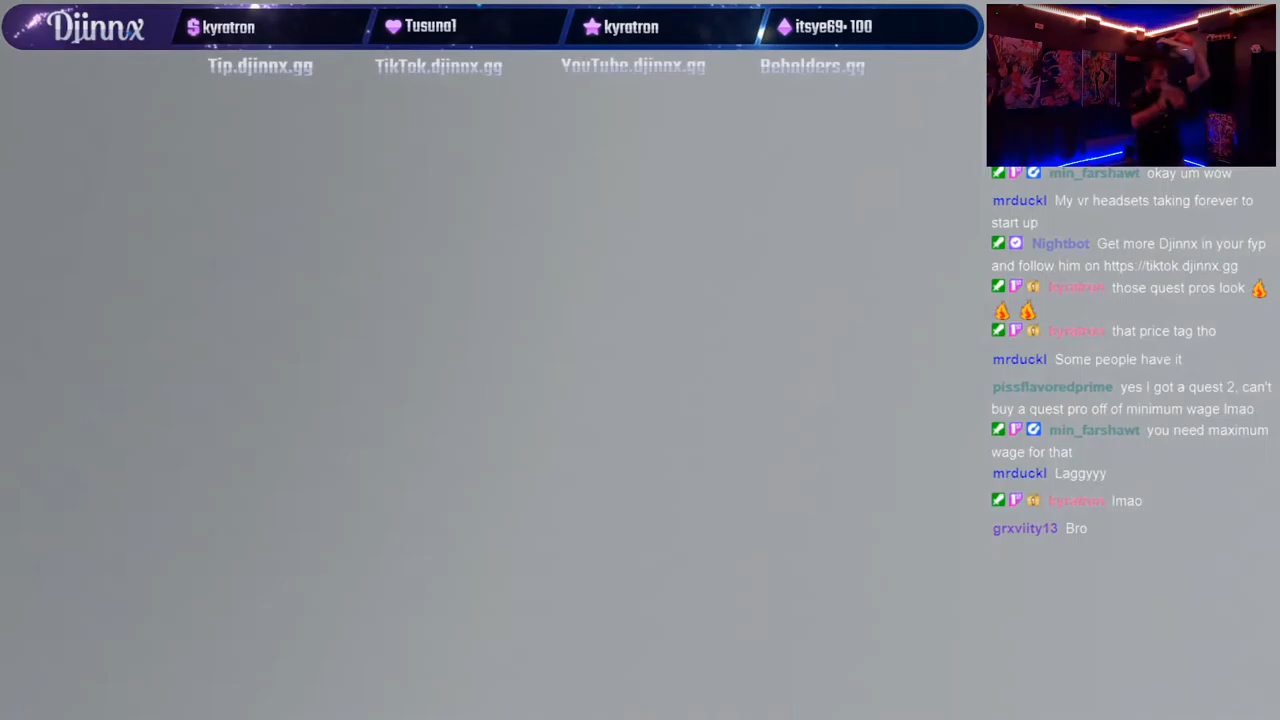 Djinnx
kyratron
Tusuna1
kyratron
itsye69• 100
Tip.djinnx.gg
TikTok.djinnx.gg
YouTube.djinnx.gg
Beholders.gg
min_farshawt okay um wow
mrduckl My vr headsets taking forever to
start up
Nightbot Get more Djinnx in your fyp
and follow him on https://tiktok.djinnx.gg
kyratron those quest pros look
kyratron that price tag tho
mrduckl Some people have it
pissflavoredprime yes I got a quest 2, can't
buy a quest pro off of minimum wage lmao
min_farshawt you need maximum
wage for that
mrduckl Laggyyy
kyratron lmao
grxviity13 Bro